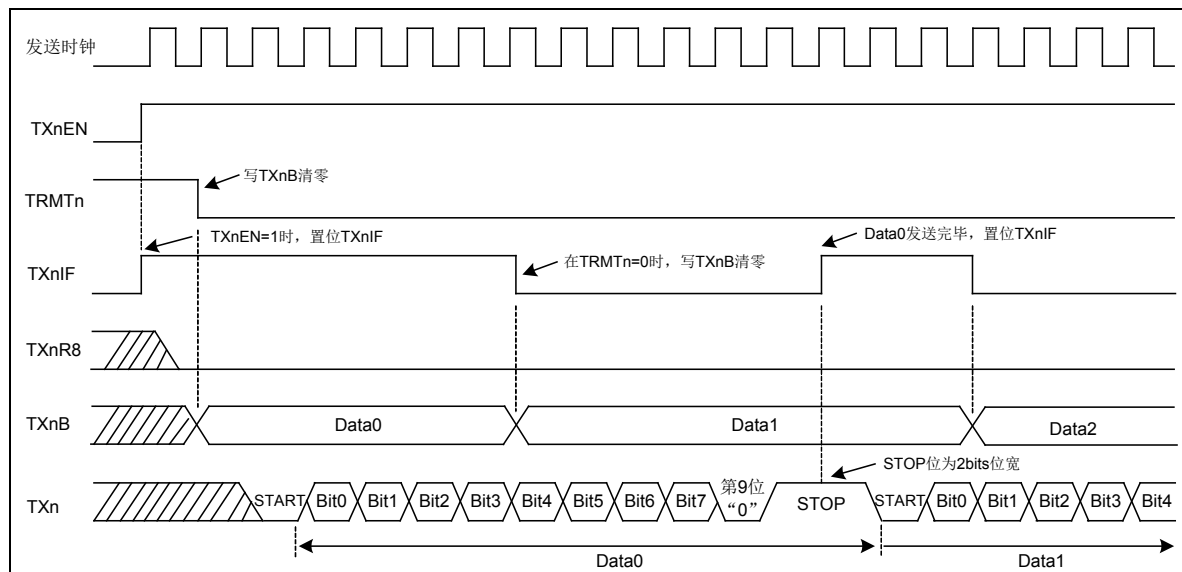 发送时钟
TXnEN
写TXnB清零
TRMTn
TXnEN=1时，置位TXnIF
Data0发送完毕，置位TXnIF
TXnIF
在TRMTn=0时，写TXnB清零
TXnR8
TXnB
Data0
Data1
Data2
STOP位为2bits位宽
TXn
START
Bit0
Bit1
Bit2
Bit3
Bit4
Bit5
Bit6
Bit7
第9位
“0”
STOP
START
Bit0
Bit1
Bit2
Bit3
Bit4
Data0
Data1